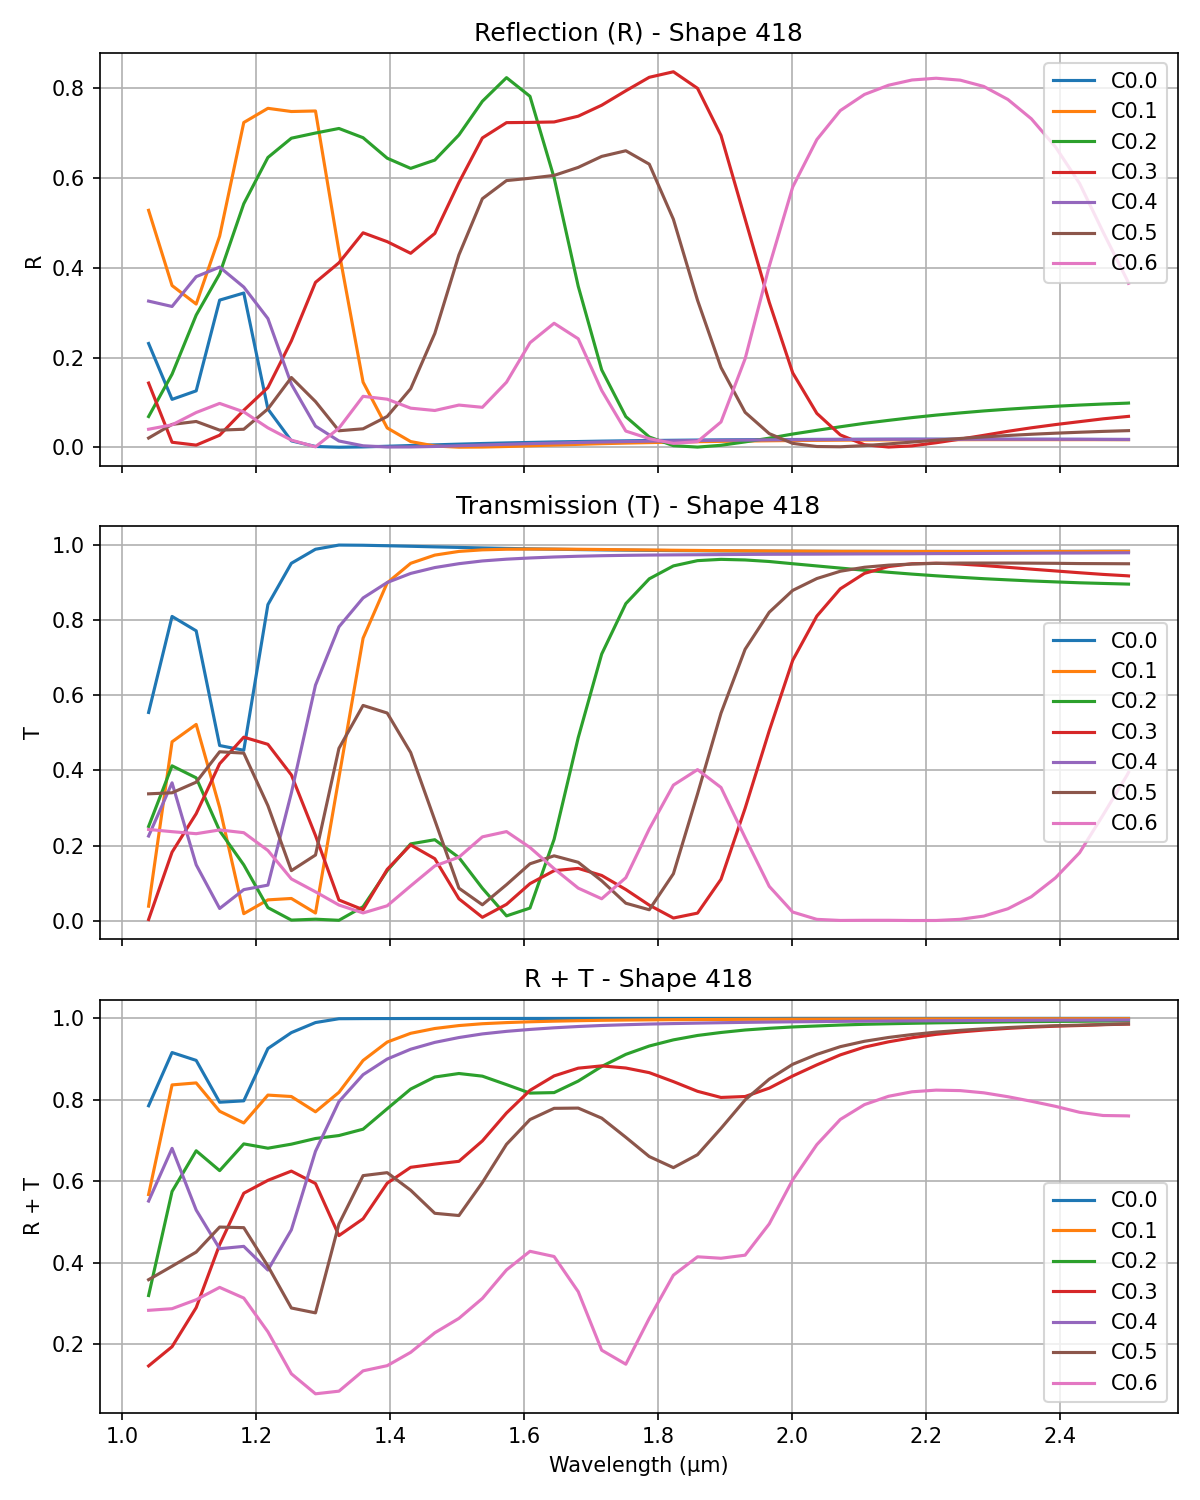 Reflection (R) - Shape 418
R
0.8
0.6
0.4
0.2
0.0
C0.0
C0.1
C0.2
C0.3
C0.4
C0.5
C0.6
Transmission (T) - Shape 418
T
1.0
0.8
0.6
0.4
0.2
0.0
C0.0
C0.1
C0.2
C0.3
C0.4
C0.5
C0.6
R + T - Shape 418
R + T
1.0
0.8
0.6
0.4
0.2
C0.0
C0.1
C0.2
C0.3
C0.4
C0.5
C0.6
1.0 1.2 1.4 1.6 1.8 2.0 2.2 2.4
Wavelength (μm)